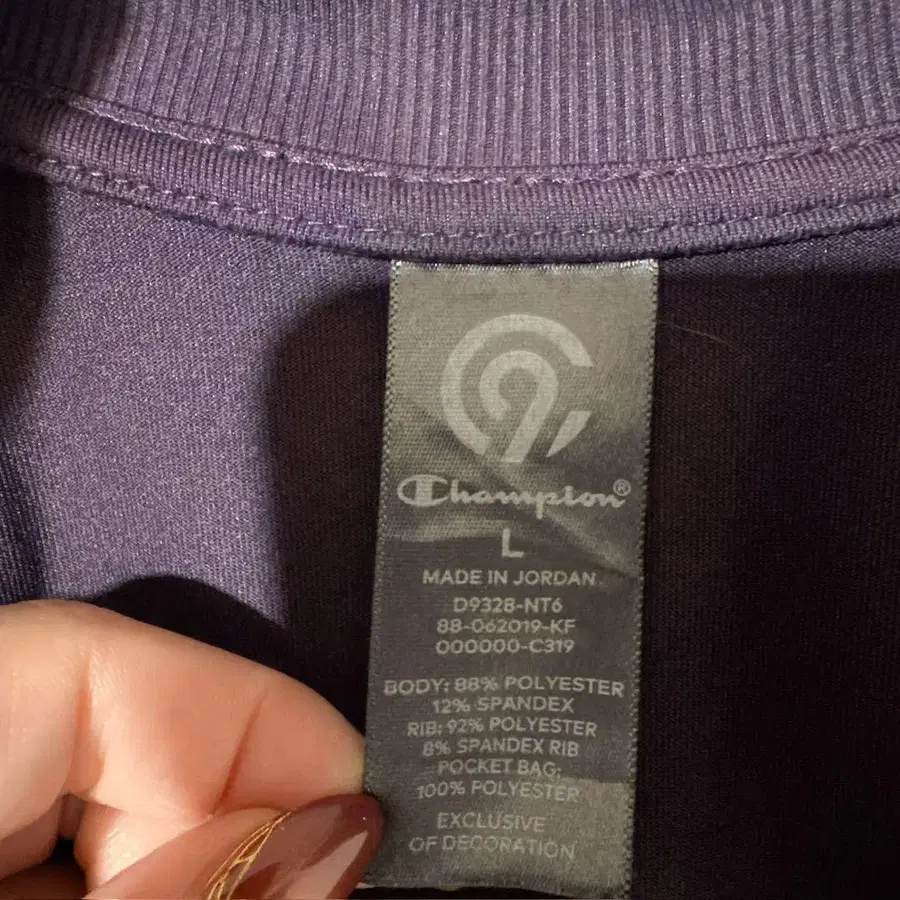 C9
Champion®
L
MADE IN JORDAN
D9328-NT6
88-062019-KF
000000-C319
BODY: 88% POLYESTER
12% SPANDEX
RIB: 92% POLYESTER
8% SPANDEX RIB
POCKET BAG:
100% POLYESTER
EXCLUSIVE
OF DECORATION